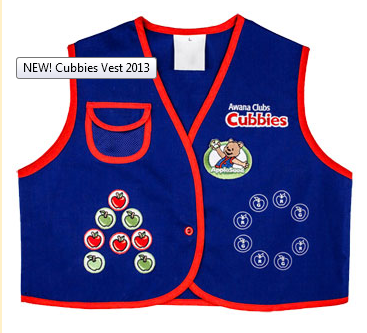 L
NEW! Cubbies Vest 2013
Awana Clubs
Cubbies
AppleSeed